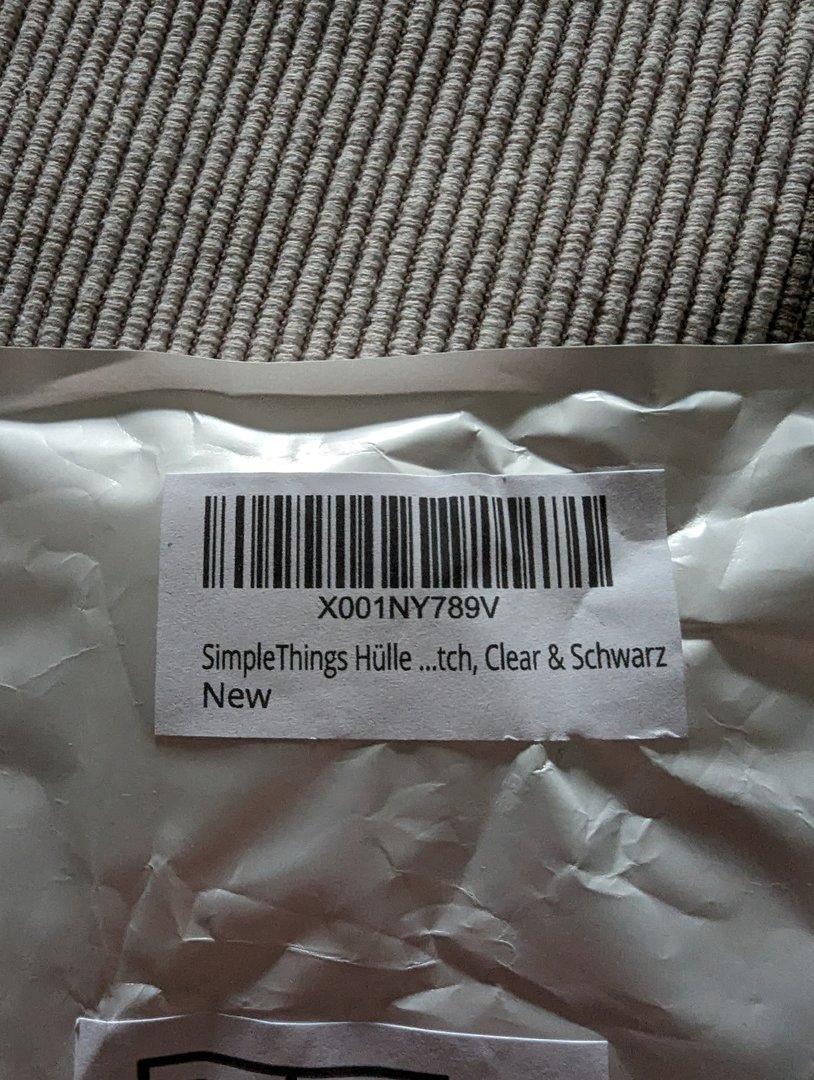 X001NY789V
SimpleThings Hülle ...tch, Clear & Schwarz
New